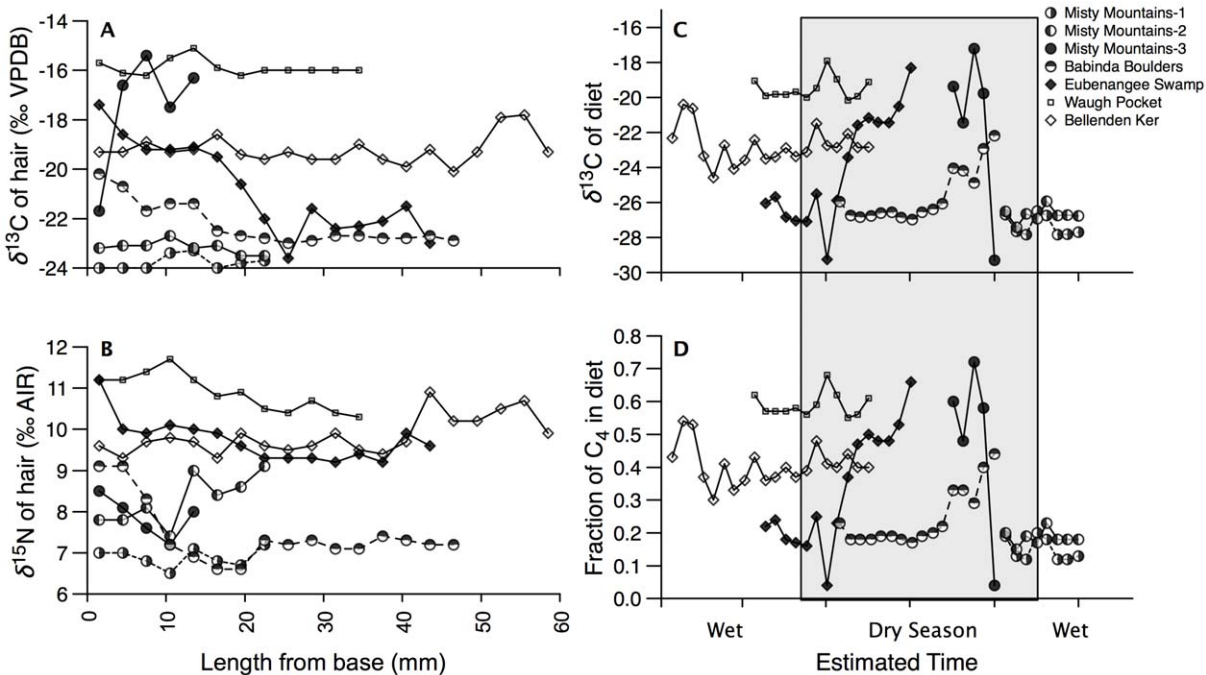 A
δ13C of hair (‰ VPDB)
-14
-16
-18
-20
-22
-24
B
δ15N of hair (‰ AIR)
12
11
10
9
8
7
6
0
10
20
30
40
50
60
Length from base (mm)
C
δ13C of diet
-16
-18
-20
-22
-24
-26
-28
-30
Misty Mountains-1
Misty Mountains-2
Misty Mountains-3
Babinda Boulders
Eubenangee Swamp
Waugh Pocket
Bellenden Ker
D
Fraction of C4 in diet
0.8
0.7
0.6
0.5
0.4
0.3
0.2
0.1
0.0
Wet
Dry Season
Wet
Estimated Time